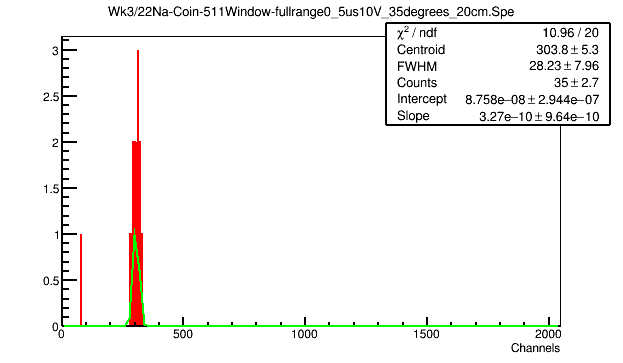 Wk3/22Na-Coin-511Window-fullrange0_5us10V_35degrees_20cm.Spe
χ² / ndf 10.96 / 20
Centroid 303.8 ± 5.3
FWHM 28.23 ± 7.96
Counts 35 ± 2.7
Intercept 8.758e−08 ± 2.944e−07
Slope 3.27e−10 ± 9.64e−10
3
2.5
2
1.5
1
0.5
0
0 500 1000 1500 2000
Channels